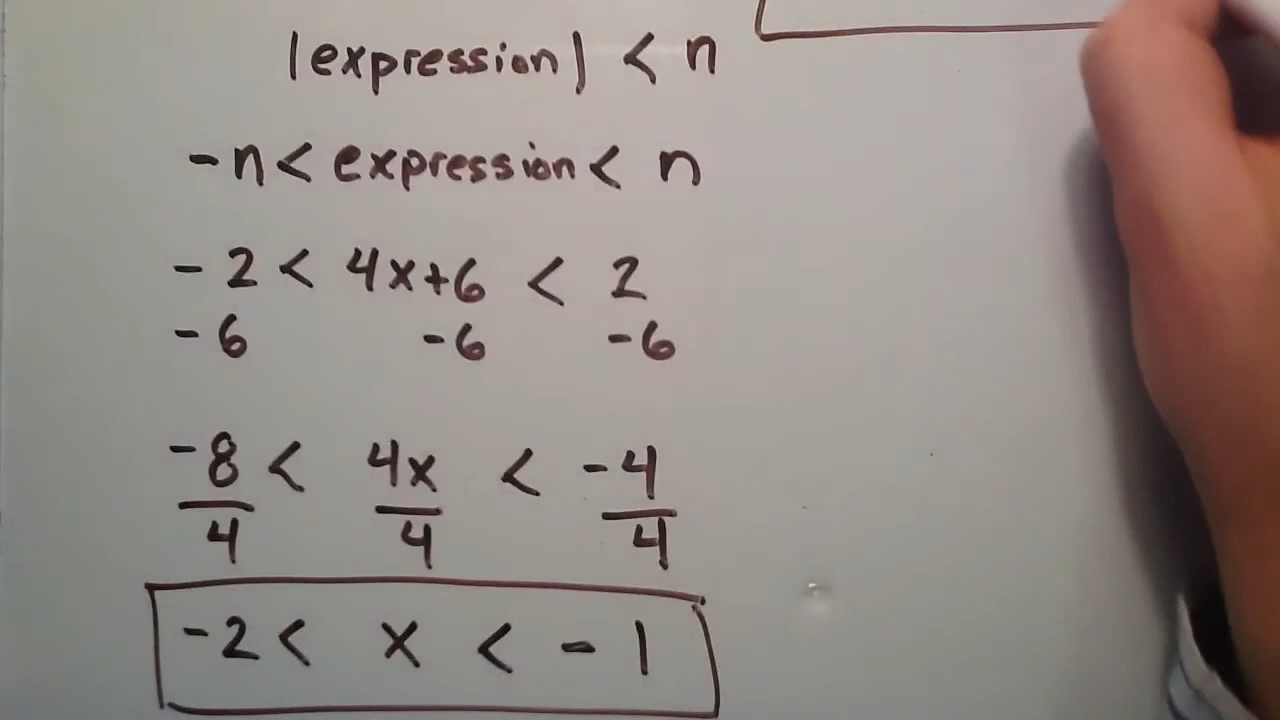 |expression| < n
-n < expression < n
-2 < 4x+6 < 2
-6 -6 -6
-8 < 4x < -4
4 4 4
-2 < x < -1